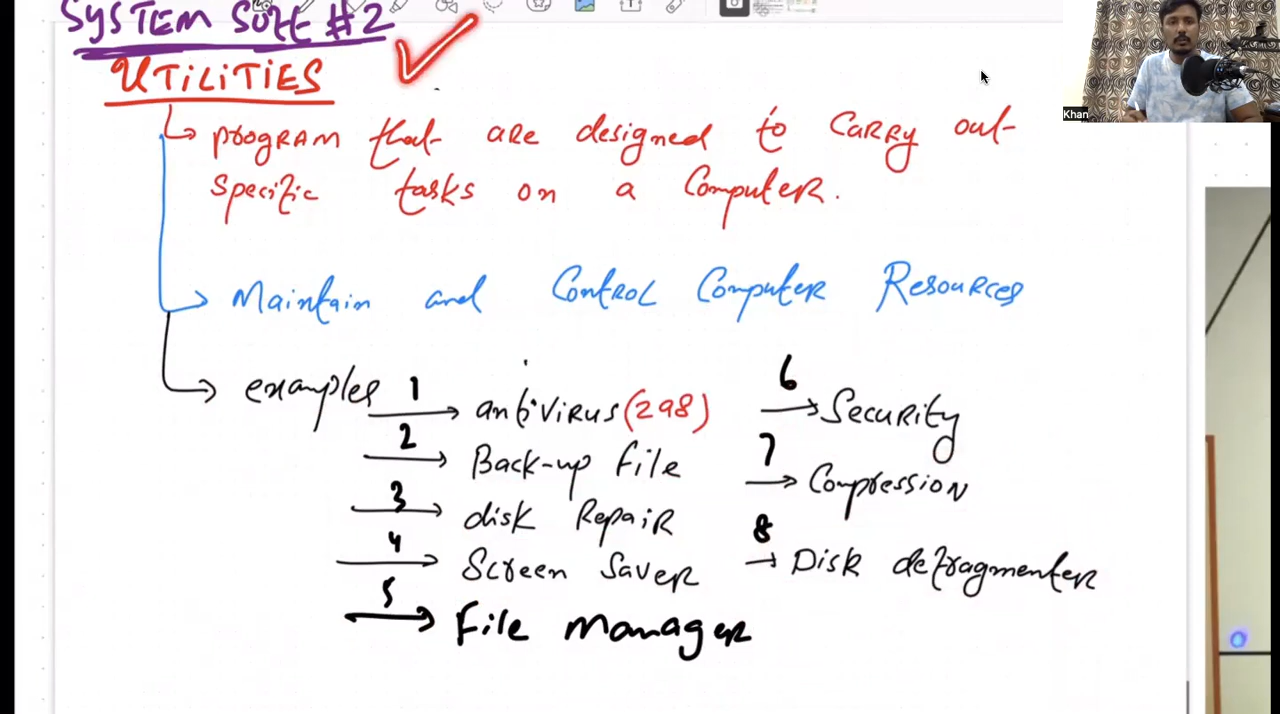 SYSTEM SOFT #2
UTILITIES
PROGRAM that are designed to CARRY out
Specific tasks on a Computer.
Maintain and Control Computer Resources
examples
1 antiVirus (298)
2 Back-up file
3 disk Repair
4 Screen Saver
5 File Manager
6 Security
7 Compression
8 Disk defragmenter
Khan